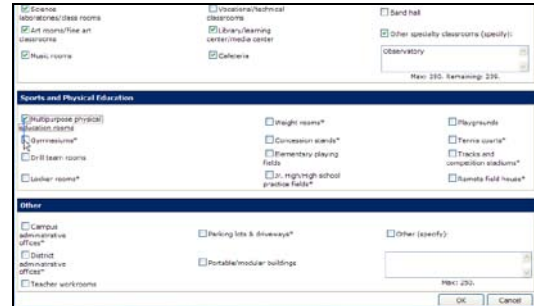 Science laboratories/class rooms
Vocational/technical classrooms
Band hall
Art rooms/fine art classrooms
Library/learning center/media center
Other specialty classrooms (specify):
Observatory
Music rooms
Cafeteria
Max: 250. Remaining: 239.
Sports and Physical Education
Multipurpose physical education rooms
Weight rooms*
Playgrounds
Gymnasiums*
Concession stands*
Tennis courts*
Drill team rooms
Elementary playing fields
Tracks and competition stadiums*
Locker rooms*
Jr. High/High school practice fields*
Remote field house*
Other
Campus administrative offices*
Parking lots & driveways*
Other (specify):
District administrative offices*
Portable/modular buildings
Teacher workrooms
Max: 250.
OK
Cancel